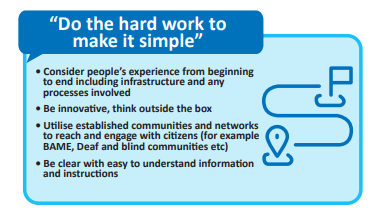 “Do the hard work to
make it simple”
• Consider people’s experience from beginning
to end including infrastructure and any
processes involved
• Be innovative, think outside the box
• Utilise established communities and networks
to reach and engage with citizens (for example
BAME, Deaf and blind communities etc)
• Be clear with easy to understand information
and instructions